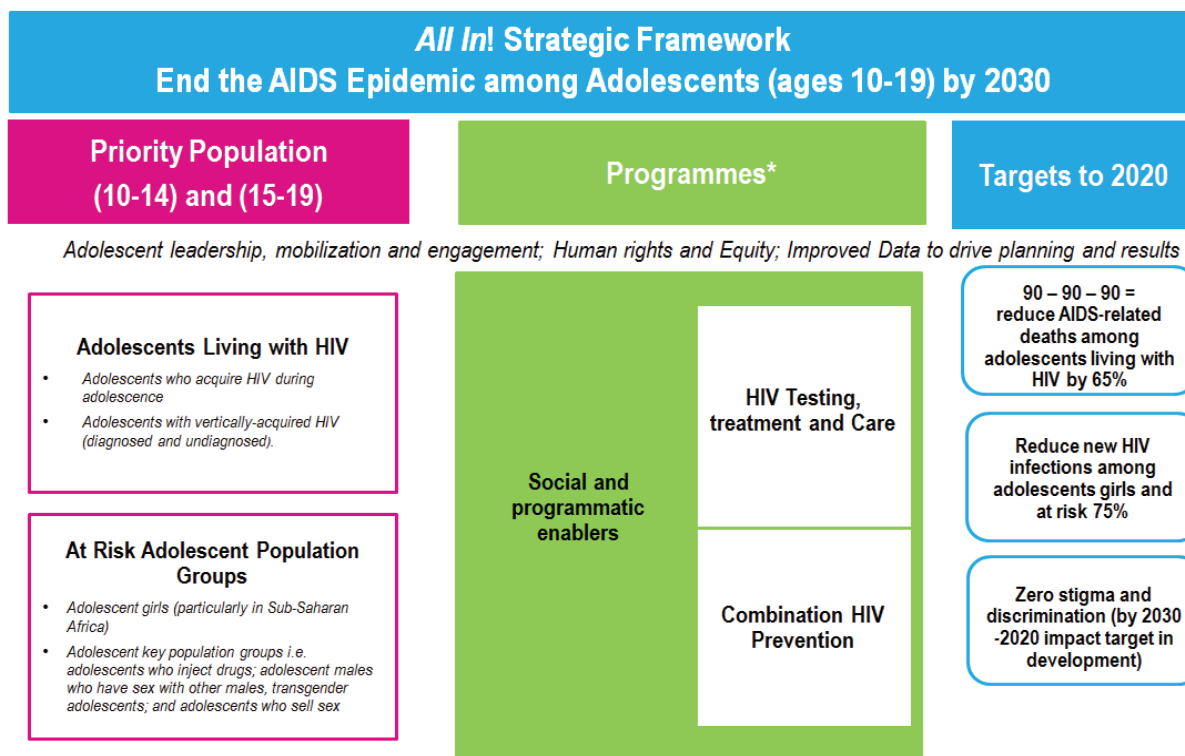 All In! Strategic Framework
End the AIDS Epidemic among Adolescents (ages 10-19) by 2030
Priority Population
(10-14) and (15-19)
Programmes*
Targets to 2020
Adolescent leadership, mobilization and engagement; Human rights and Equity; Improved Data to drive planning and results
Adolescents Living with HIV
• Adolescents who acquire HIV during
adolescence
• Adolescents with vertically-acquired HIV
(diagnosed and undiagnosed).
At Risk Adolescent Population
Groups
• Adolescent girls (particularly in Sub-Saharan
Africa)
• Adolescent key population groups i.e.
adolescents who inject drugs; adolescent males
who have sex with other males, transgender
adolescents; and adolescents who sell sex
Social and
programmatic
enablers
HIV Testing,
treatment and Care
Combination HIV
Prevention
90 – 90 – 90 =
reduce AIDS-related
deaths among
adolescents living with
HIV by 65%
Reduce new HIV
infections among
adolescents girls and
at risk 75%
Zero stigma and
discrimination (by 2030
-2020 impact target in
development)